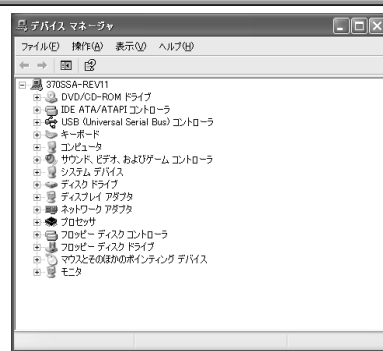 デバイス マネージャ
ファイル(F) 操作(A) 表示(V) ヘルプ(H)
370SSA-REV11
DVD/CD-ROM ドライブ
IDE ATA/ATAPI コントローラ
USB (Universal Serial Bus) コントローラ
キーボード
コンピュータ
サウンド、ビデオ、およびゲーム コントローラ
システム デバイス
ディスク ドライブ
ディスプレイ アダプタ
ネットワーク アダプタ
プロセッサ
フロッピー ディスク コントローラ
フロッピー ディスク ドライブ
マウスとそのほかのポインティング デバイス
モニタ